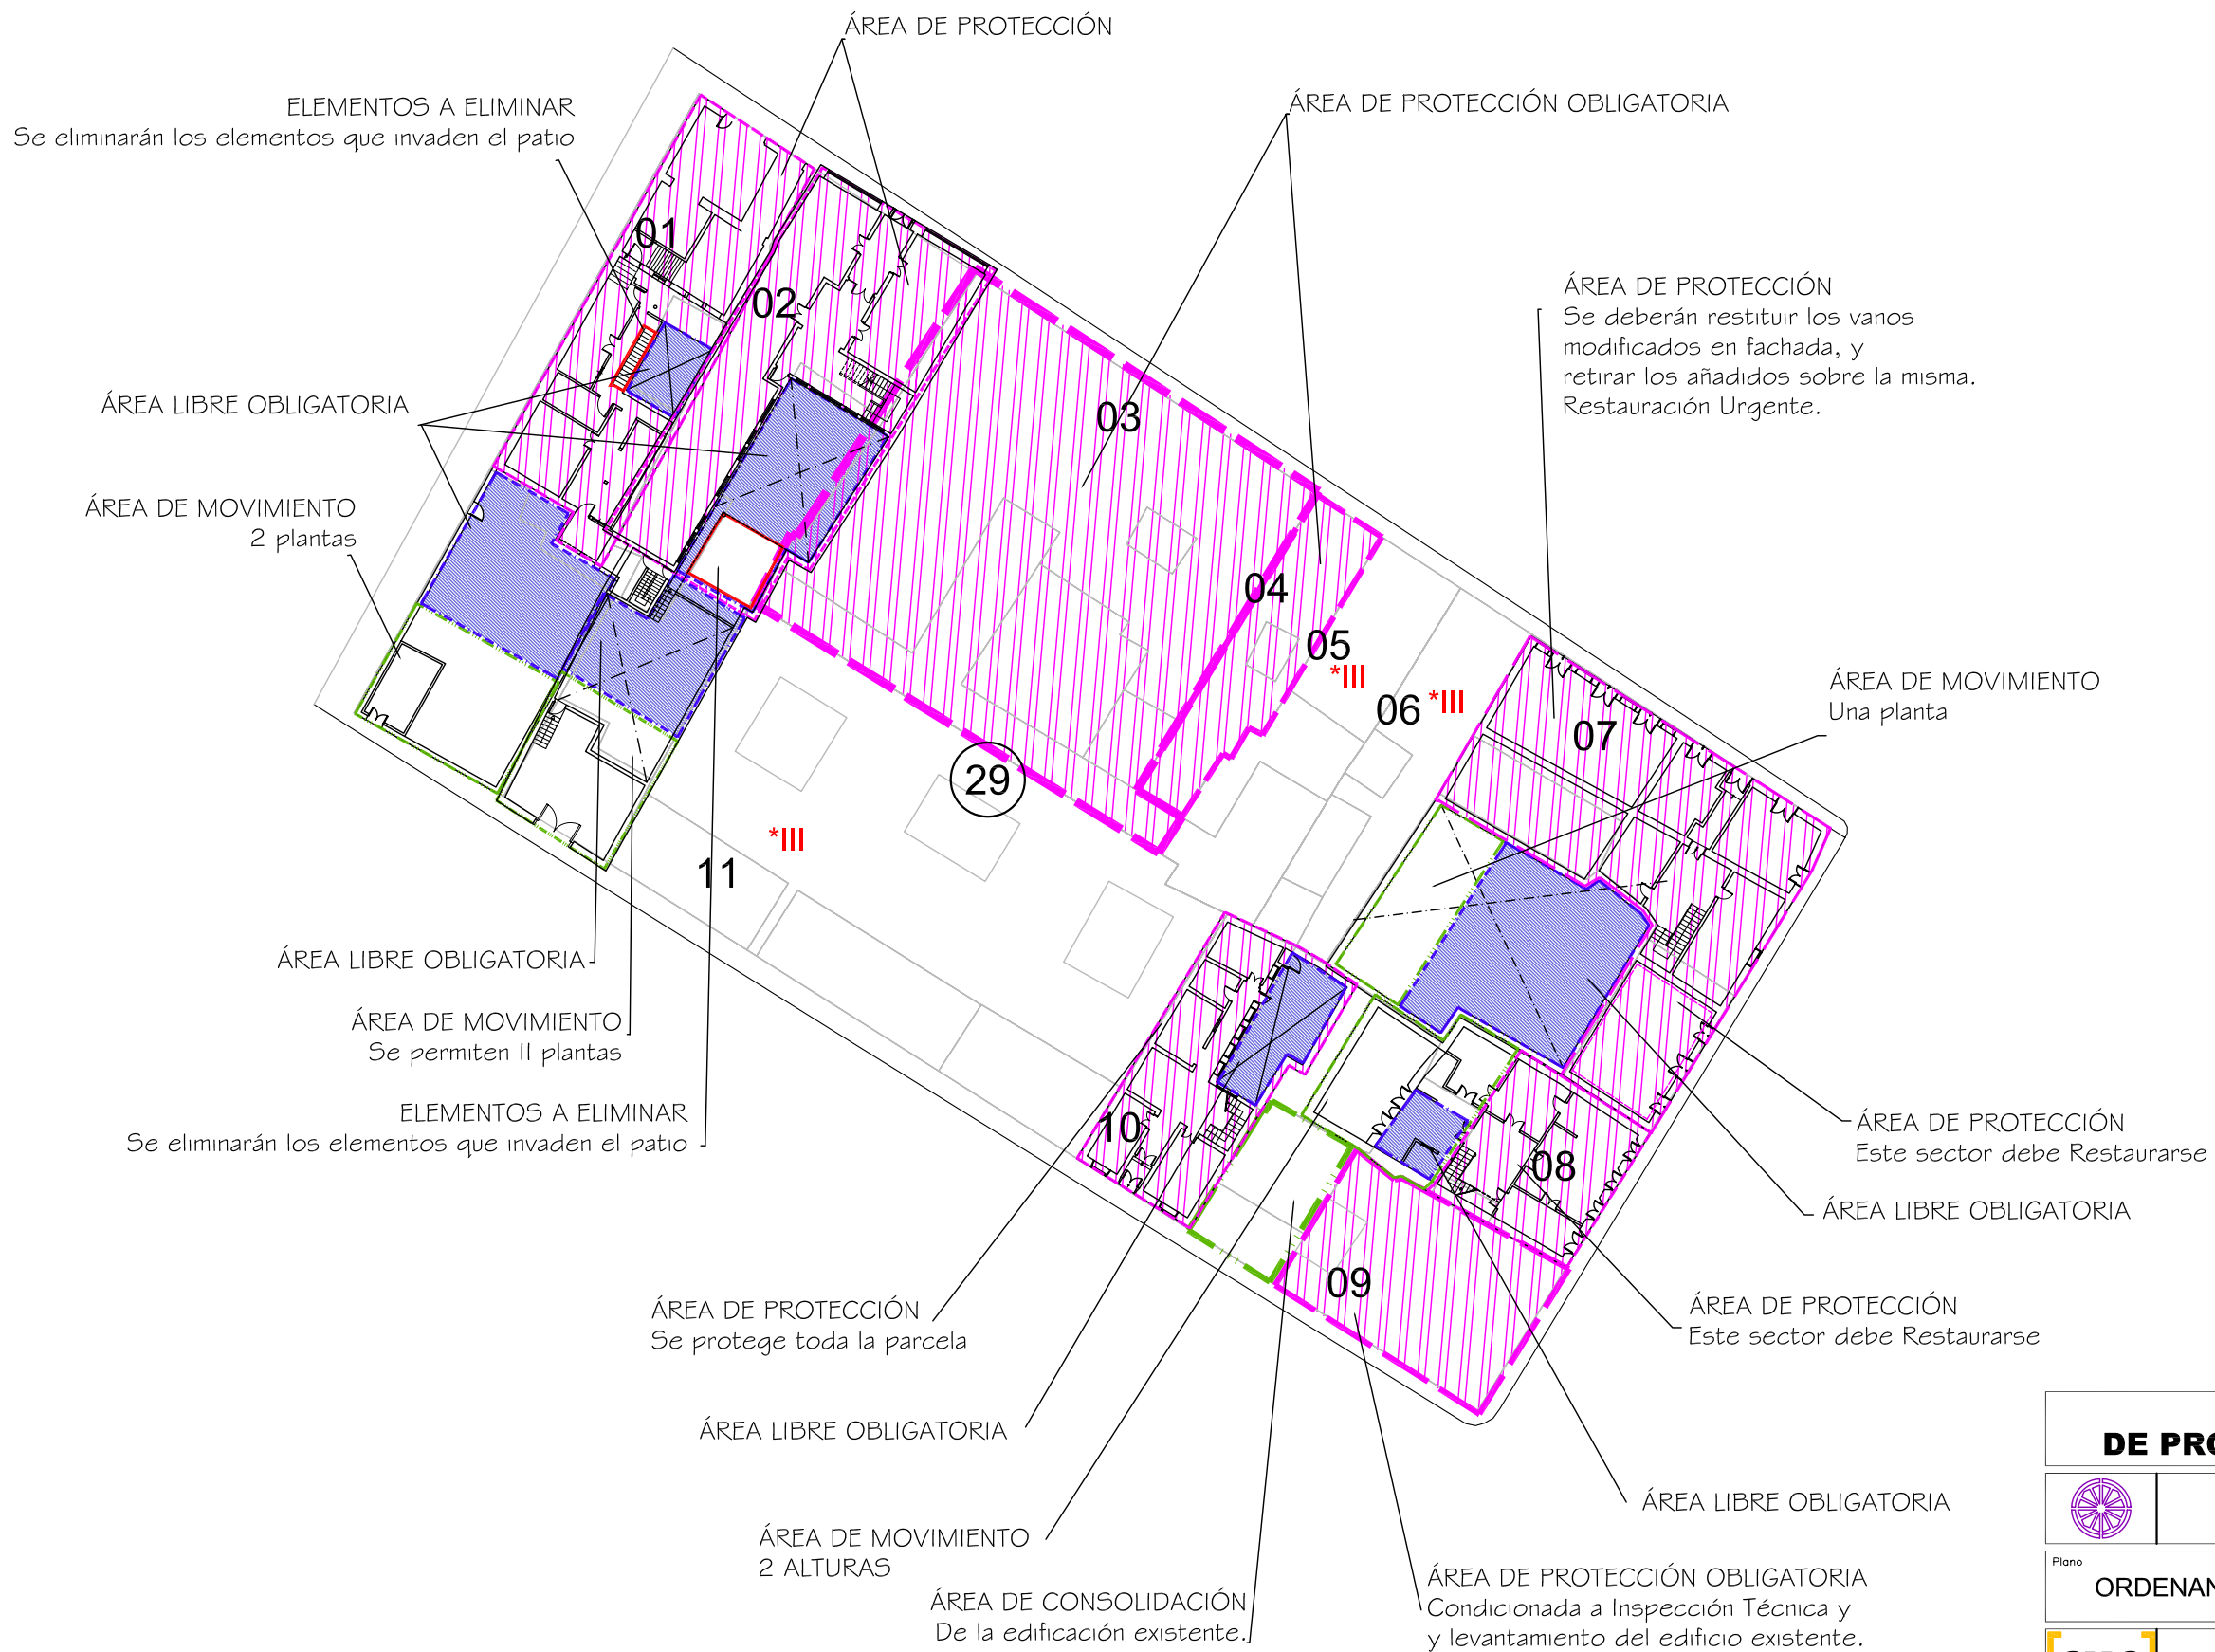 ÁREA DE PROTECCIÓN
ELEMENTOS A ELIMINAR
Se eliminarán los elementos que invaden el patio
ÁREA DE PROTECCIÓN OBLIGATORIA
01
02
ÁREA DE PROTECCIÓN
Se deberán restituir los vanos
modificados en fachada, y
retirar los añadidos sobre la misma.
Restauración Urgente.
ÁREA LIBRE OBLIGATORIA
03
ÁREA DE MOVIMIENTO
2 plantas
04
05
*III
06 *III
07
ÁREA DE MOVIMIENTO
Una planta
29
*III
11
ÁREA LIBRE OBLIGATORIA
ÁREA DE MOVIMIENTO
Se permiten II plantas
ELEMENTOS A ELIMINAR
Se eliminarán los elementos que invaden el patio
10
08
09
ÁREA DE PROTECCIÓN
Este sector debe Restaurarse
ÁREA LIBRE OBLIGATORIA
ÁREA DE PROTECCIÓN
Este sector debe Restaurarse
ÁREA DE PROTECCIÓN
Se protege toda la parcela
ÁREA LIBRE OBLIGATORIA
ÁREA LIBRE OBLIGATORIA
ÁREA DE MOVIMIENTO
2 ALTURAS
ÁREA DE CONSOLIDACIÓN
De la edificación existente.
ÁREA DE PROTECCIÓN OBLIGATORIA
Condicionada a Inspección Técnica y
y levantamiento del edificio existente.
DE PRO
Plano
ORDENAN